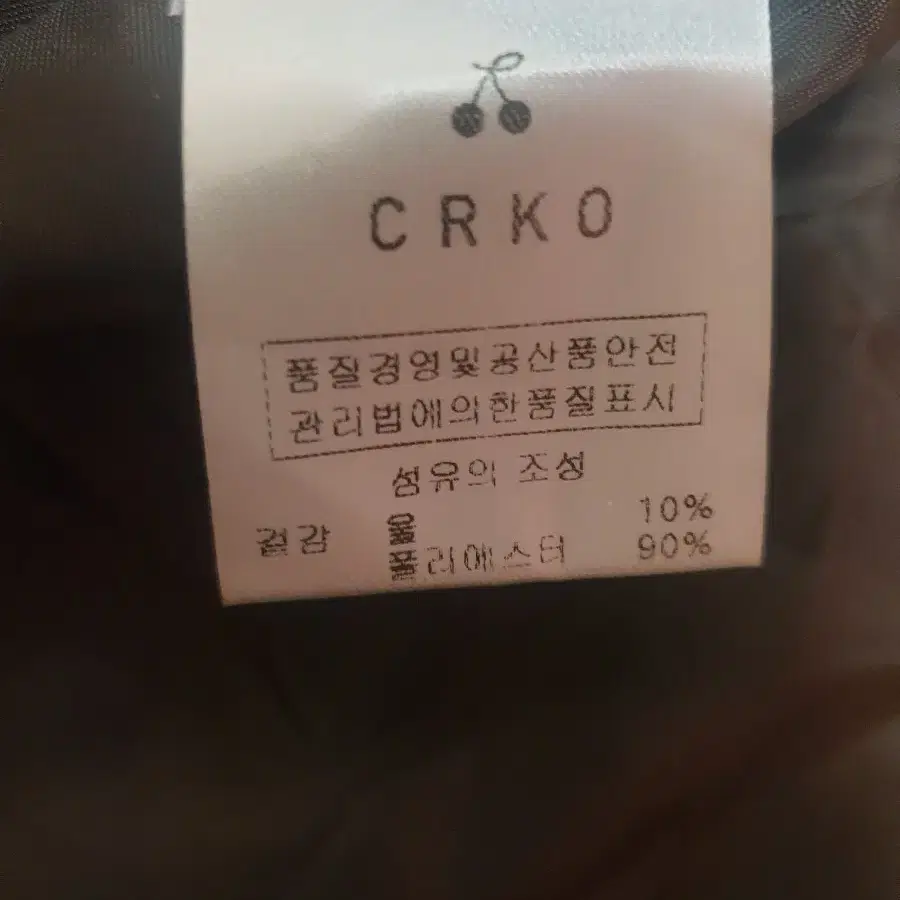 CRKO
품질경영및공산품안전
관리법에의한품질표시
섬유의 조성
겉감 울 10%
폴리에스터 90%